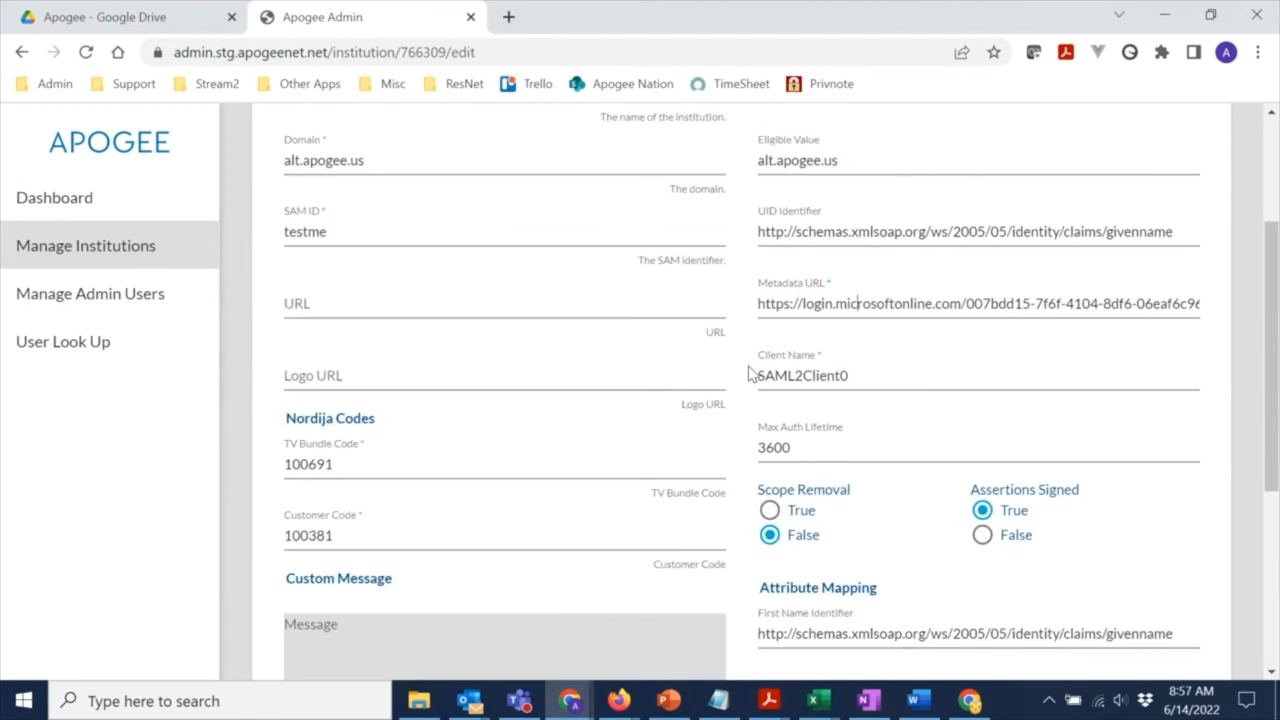 Apogee - Google Drive
Apogee Admin
admin.stg.apogeenet.net/institution/766309/edit
A
Admin
Support
Stream2
Other Apps
Misc
ResNet
Trello
Apogee Nation
TimeSheet
Privnote
APOGEE
Dashboard
Manage Institutions
Manage Admin Users
User Look Up
The name of the institution.
Domain *
alt.apogee.us
The domain.
SAM ID *
testme
The SAM identifier.
URL
URL
Logo URL
Logo URL
Nordija Codes
TV Bundle Code *
100691
TV Bundle Code
Customer Code *
100381
Customer Code
Custom Message
Message
Eligible Value
alt.apogee.us
UID Identifier
http://schemas.xmlsoap.org/ws/2005/05/identity/claims/givenname
Metadata URL *
https://login.microsoftonline.com/007bdd15-7f6f-4104-8df6-06eaf6c96
Client Name *
SAML2Client0
Max Auth Lifetime
3600
Scope Removal
True
False
Assertions Signed
True
False
Attribute Mapping
First Name Identifier
http://schemas.xmlsoap.org/ws/2005/05/identity/claims/givenname
Type here to search
8:57 AM
6/14/2022